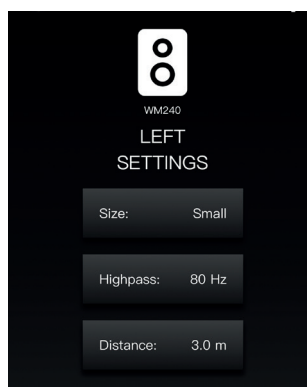 WM240
LEFT
SETTINGS
Size: Small
Highpass: 80 Hz
Distance: 3.0 m